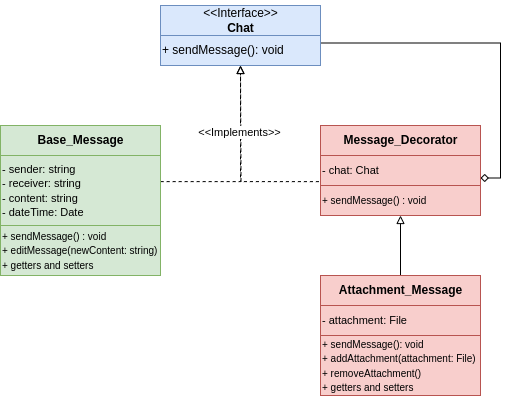 <<Interface>>
Chat
+ sendMessage(): void
<<Implements>>
Base_Message
- sender: string
- receiver: string
- content: string
- dateTime: Date
+ sendMessage() : void
+ editMessage(newContent: string)
+ getters and setters
Message_Decorator
- chat: Chat
+ sendMessage() : void
Attachment_Message
- attachment: File
+ sendMessage(): void
+ addAttachment(attachment: File)
+ removeAttachment()
+ getters and setters